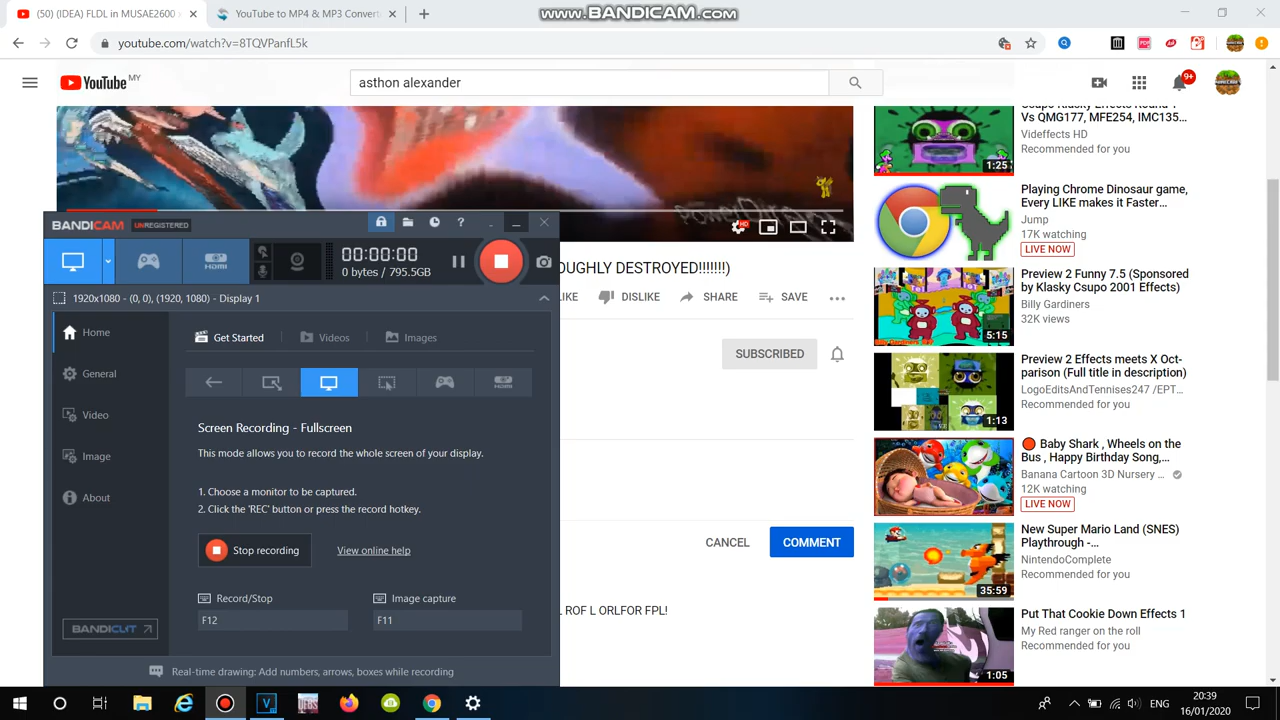 (50) (IDEA) FLDL in MUSAE2600 x
YouTube to MP4 & MP3 Convert
www.BANDICAM.com
youtube.com/watch?v=8TQVPanfL5k
YouTube MY
asthon alexander
9+
BANDICAM UNREGISTERED
00:00:00
0 bytes / 795.5GB
1920x1080 - (0, 0), (1920, 1080) - Display 1
Home
General
Video
Image
About
BANDICUT
Get Started
Videos
Images
HDMI
Screen Recording - Fullscreen
This mode allows you to record the whole screen of your display.
1. Choose a monitor to be captured.
2. Click the 'REC' button or press the record hotkey.
Stop recording
View online help
Record/Stop
Image capture
F12
F11
Real-time drawing: Add numbers, arrows, boxes while recording
HD
OUGHLY DESTROYED!!!!!!!)
IKE
DISLIKE
SHARE
SAVE
SUBSCRIBED
CANCEL
COMMENT
L ROF L ORLFOR FPL!
Csupo Klasky Effects Round 1
Vs QMG177, MFE254, IMC135...
Videffects HD
Recommended for you
1:25
Playing Chrome Dinosaur game,
Every LIKE makes it Faster...
Jump
17K watching
LIVE NOW
Preview 2 Funny 7.5 (Sponsored
by Klasky Csupo 2001 Effects)
Billy Gardiners
32K views
5:15
Preview 2 Effects meets X Oct-
parison (Full title in description)
LogoEditsAndTennises247 /EPT...
Recommended for you
1:13
Baby Shark , Wheels on the
Bus , Happy Birthday Song,...
Banana Cartoon 3D Nursery ...
12K watching
LIVE NOW
New Super Mario Land (SNES)
Playthrough -...
NintendoComplete
Recommended for you
35:59
Put That Cookie Down Effects 1
My Red ranger on the roll
Recommended for you
1:05
ENG
20:39
16/01/2020